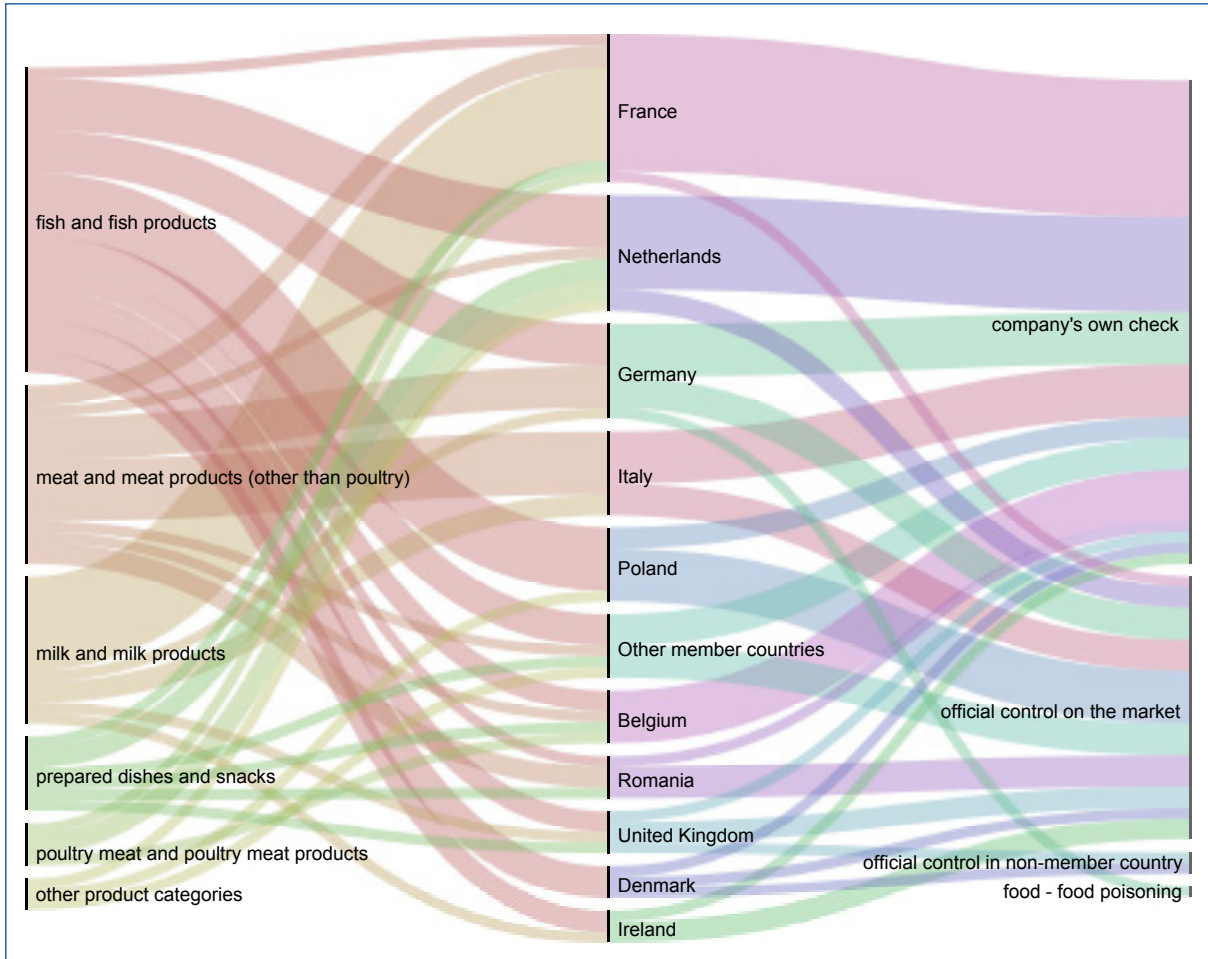 fish and fish products
meat and meat products (other than poultry)
milk and milk products
prepared dishes and snacks
poultry meat and poultry meat products
other product categories
France
Netherlands
Germany
Italy
Poland
Other member countries
Belgium
Romania
United Kingdom
Denmark
Ireland
company's own check
official control on the market
official control in non-member country
food - food poisoning